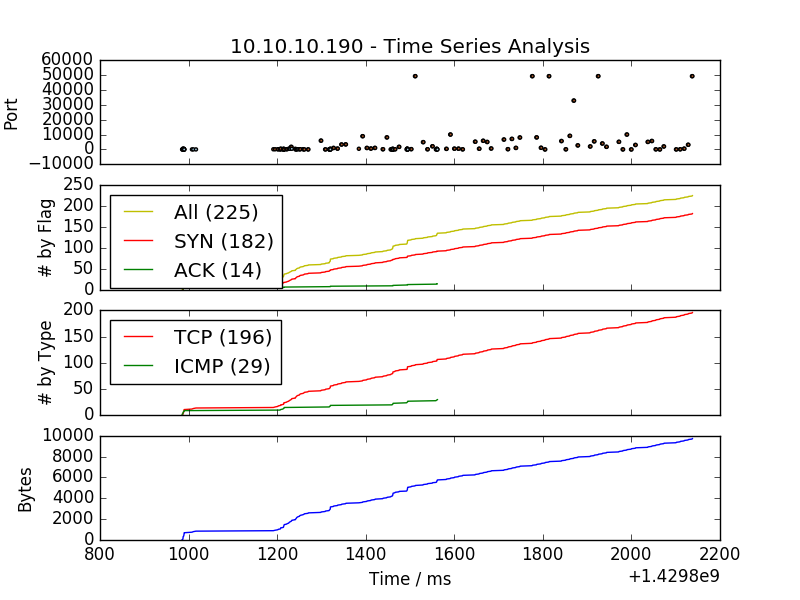 10.10.10.190 - Time Series Analysis
60000
50000
40000
30000
20000
10000
0
−10000
Port
250
200
150
100
50
0
# by Flag
All (225)
SYN (182)
ACK (14)
200
150
100
50
0
# by Type
TCP (196)
ICMP (29)
10000
8000
6000
4000
2000
0
Bytes
800 1000 1200 1400 1600 1800 2000 2200
Time / ms
+1.4298e9